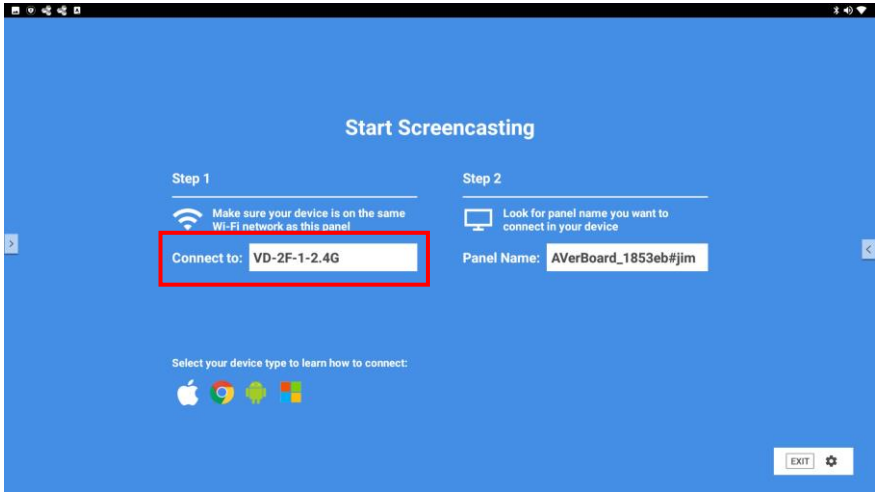 Start Screencasting
Step 1
Make sure your device is on the same
Wi-Fi network as this panel
Connect to: VD-2F-1-2.4G
Step 2
Look for panel name you want to
connect in your device
Panel Name: AVerBoard_1853eb#jim
Select your device type to learn how to connect:
EXIT